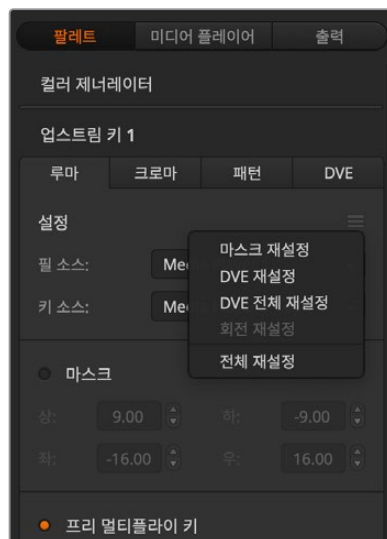 팔레트 미디어 플레이어 출력
컬러 제너레이터
업스트림 키 1
루마 크로마 패턴 DVE
설정
마스크 재설정
필 소스: Med
DVE 재설정
DVE 전체 재설정
키 소스: Med
회전 재설정
전체 재설정
마스크
상: 9.00 하: -9.00
좌: -16.00 우: 16.00
프리 멀티플라이 키